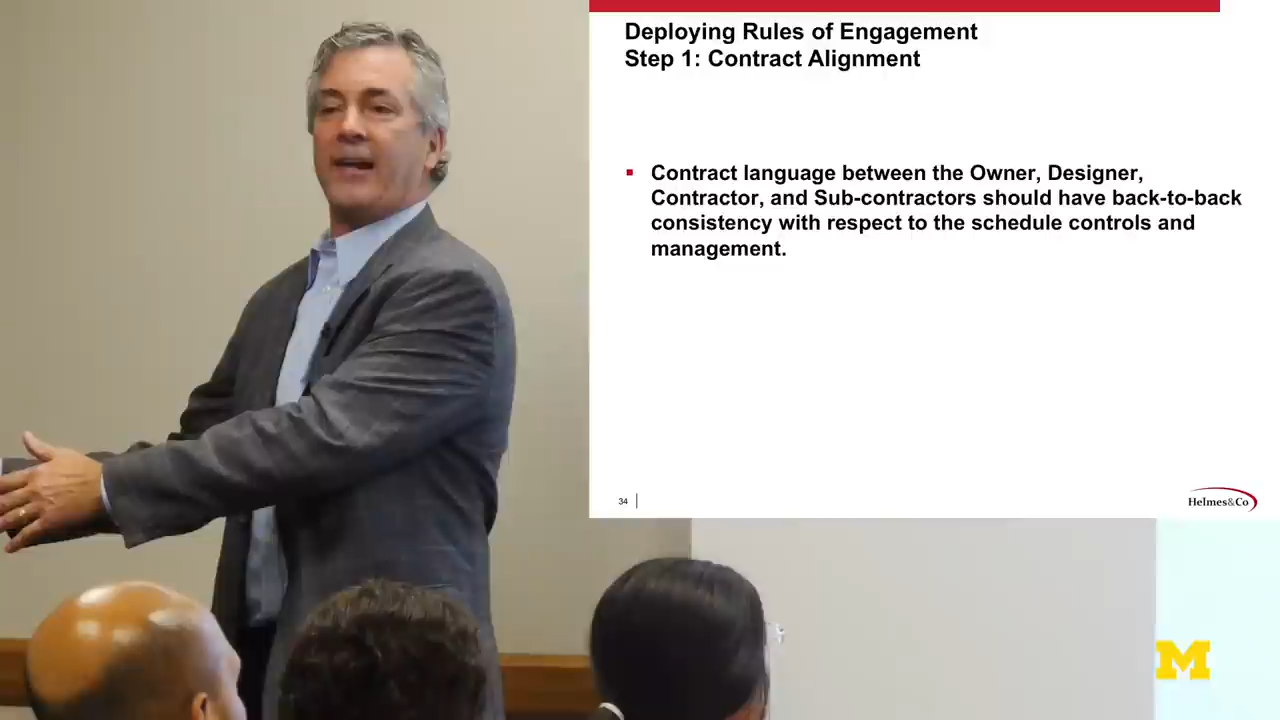 Deploying Rules of Engagement
Step 1: Contract Alignment
▪ Contract language between the Owner, Designer,
Contractor, and Sub-contractors should have back-to-back
consistency with respect to the schedule controls and
management.
34
Helmes&Co
M